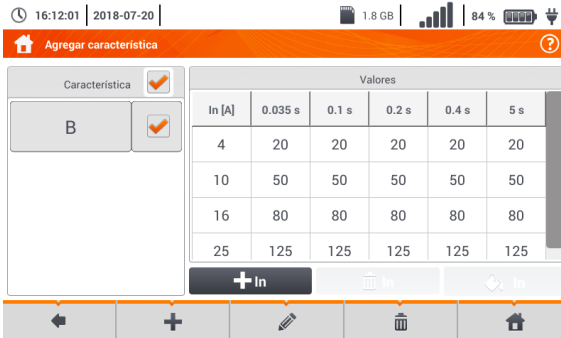 16:12:01 2018-07-20 1.8 GB 84 %
Agregar característica ?
Característica
B
Valores
In [A] 0.035 s 0.1 s 0.2 s 0.4 s 5 s
4 20 20 20 20 20
10 50 50 50 50 50
16 80 80 80 80 80
25 125 125 125 125 125
In In In